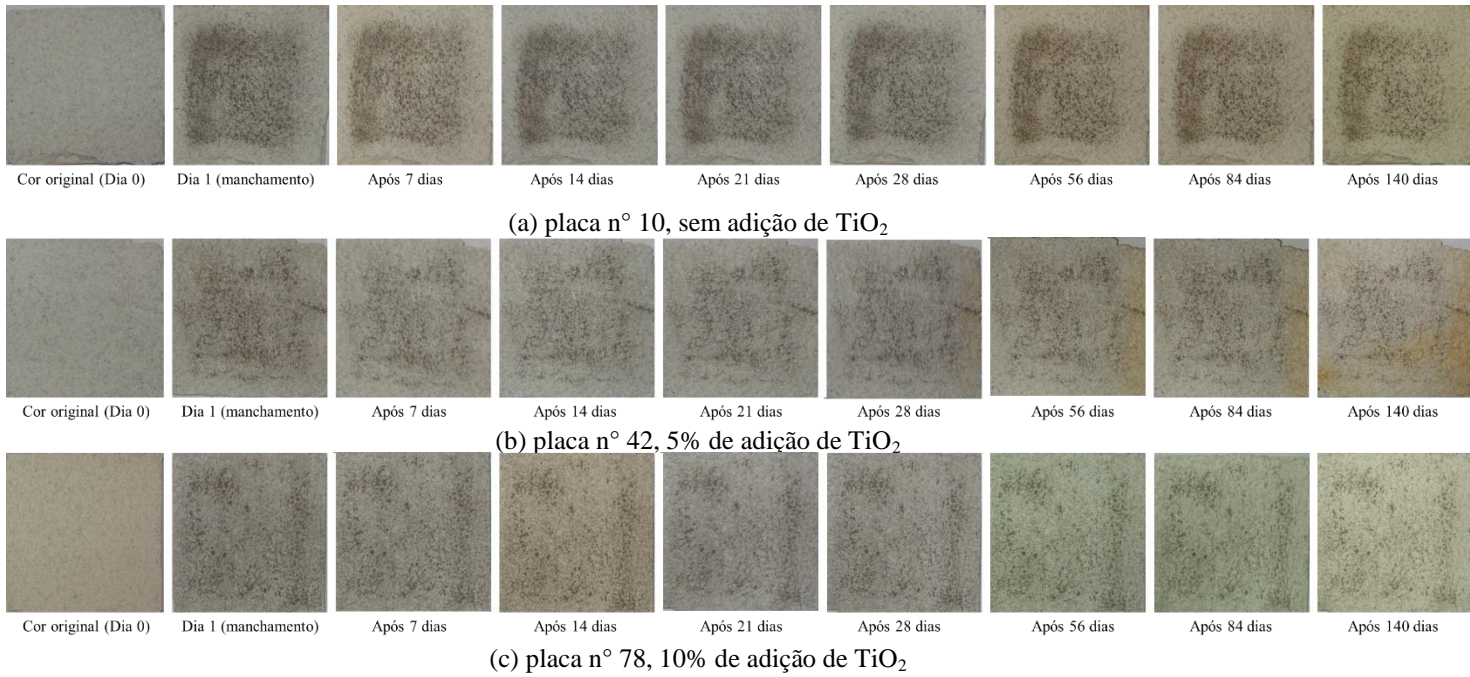 Cor original (Dia 0) Dia 1 (manchamento) Após 7 dias Após 14 dias Após 21 dias Após 28 dias Após 56 dias Após 84 dias Após 140 dias
(a) placa n° 10, sem adição de TiO₂
Cor original (Dia 0) Dia 1 (manchamento) Após 7 dias Após 14 dias Após 21 dias Após 28 dias Após 56 dias Após 84 dias Após 140 dias
(b) placa n° 42, 5% de adição de TiO₂
Cor original (Dia 0) Dia 1 (manchamento) Após 7 dias Após 14 dias Após 21 dias Após 28 dias Após 56 dias Após 84 dias Após 140 dias
(c) placa n° 78, 10% de adição de TiO₂